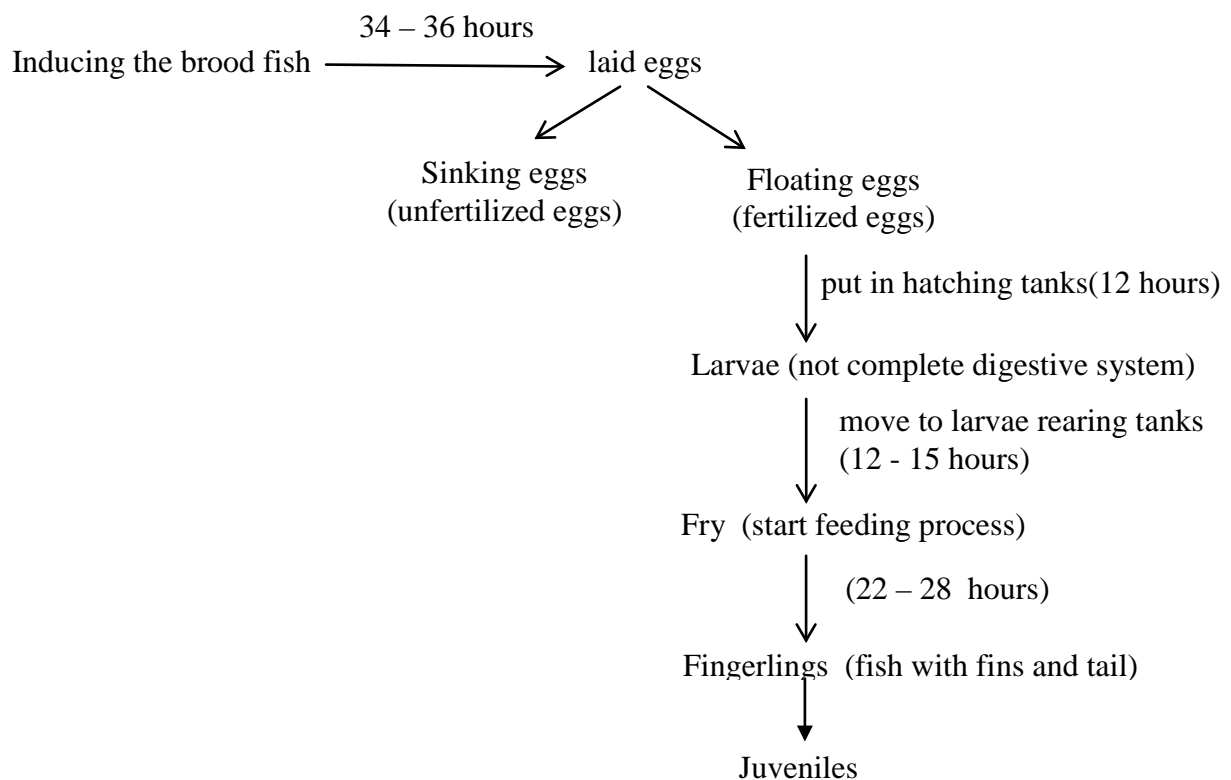 34 – 36 hours
Inducing the brood fish
laid eggs
Sinking eggs
(unfertilized eggs)
Floating eggs
(fertilized eggs)
put in hatching tanks(12 hours)
Larvae (not complete digestive system)
move to larvae rearing tanks
(12 - 15 hours)
Fry (start feeding process)
(22 – 28 hours)
Fingerlings (fish with fins and tail)
Juveniles